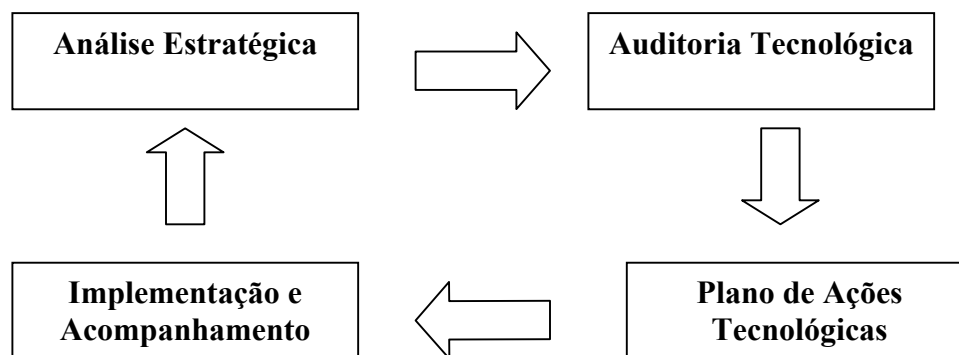 Análise Estratégica
Auditoria Tecnológica
Implementação e
Acompanhamento
Plano de Ações
Tecnológicas